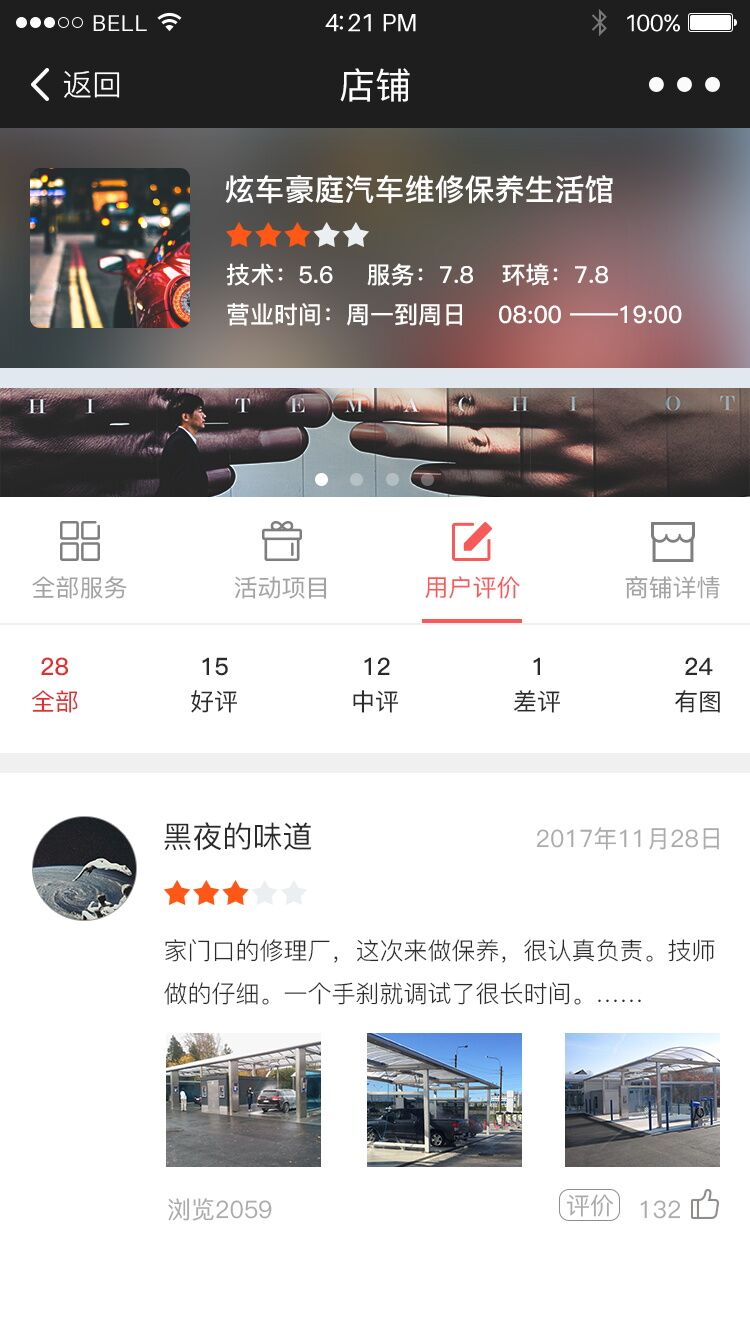 BELL 4:21 PM 100%
返回 店铺
炫车豪庭汽车维修保养生活馆
技术：5.6 服务：7.8 环境：7.8
营业时间：周一到周日 08:00 ——19:00
HI_TEMACHIOT
全部服务 活动项目 用户评价 商铺详情
28 15 12 1 24
全部 好评 中评 差评 有图
黑夜的味道 2017年11月28日
家门口的修理厂，这次来做保养，很认真负责。技师
做的仔细。一个手刹就调试了很长时间。……
浏览2059 评价 132